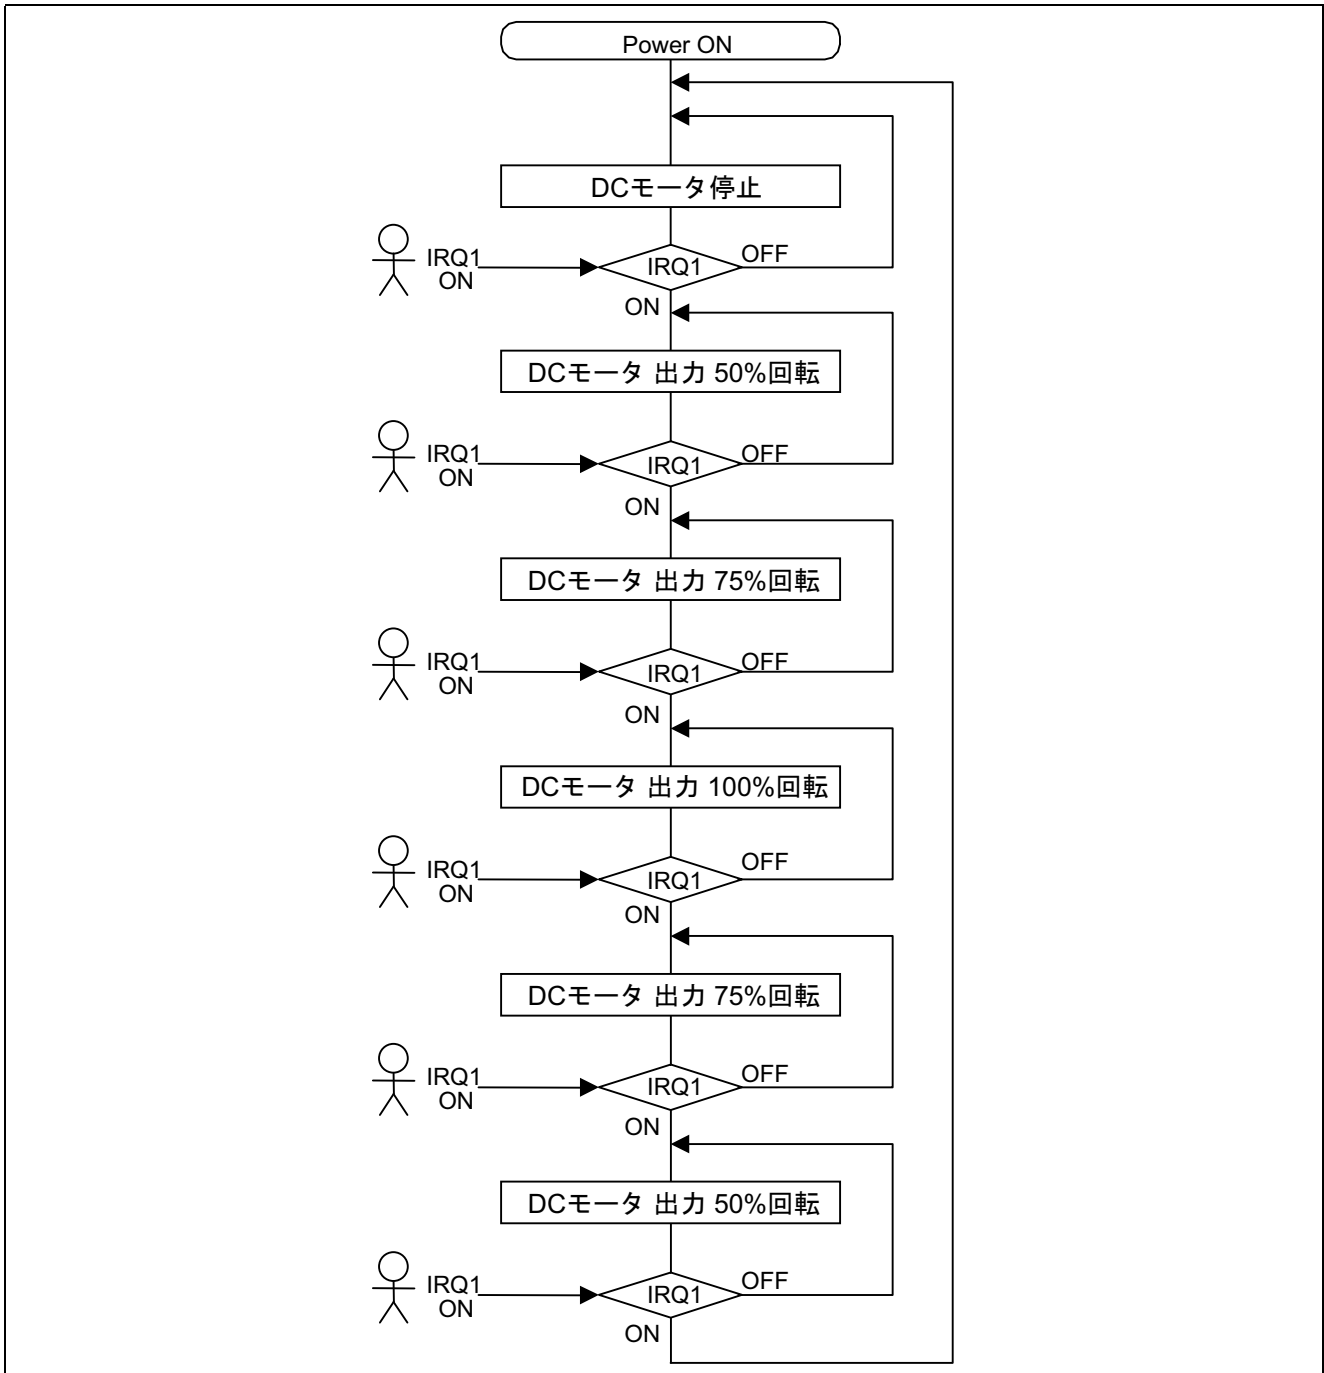 Power ON
DCモータ停止
IRQ1
ON
IRQ1
OFF
ON
DCモータ 出力 50%回転
IRQ1
ON
IRQ1
OFF
ON
DCモータ 出力 75%回転
IRQ1
ON
IRQ1
OFF
ON
DCモータ 出力 100%回転
IRQ1
ON
IRQ1
OFF
ON
DCモータ 出力 75%回転
IRQ1
ON
IRQ1
OFF
ON
DCモータ 出力 50%回転
IRQ1
ON
IRQ1
OFF
ON